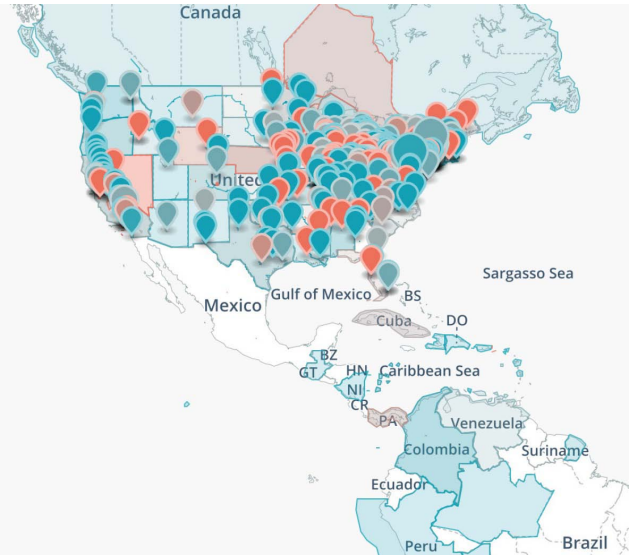 Canada
United
Sargasso Sea
Gulf of Mexico
BS
Mexico
Cuba
DO
BZ
GT
HN
Caribbean Sea
NI
CR
PA
Venezuela
Colombia
Suriname
Ecuador
Peru
Brazil